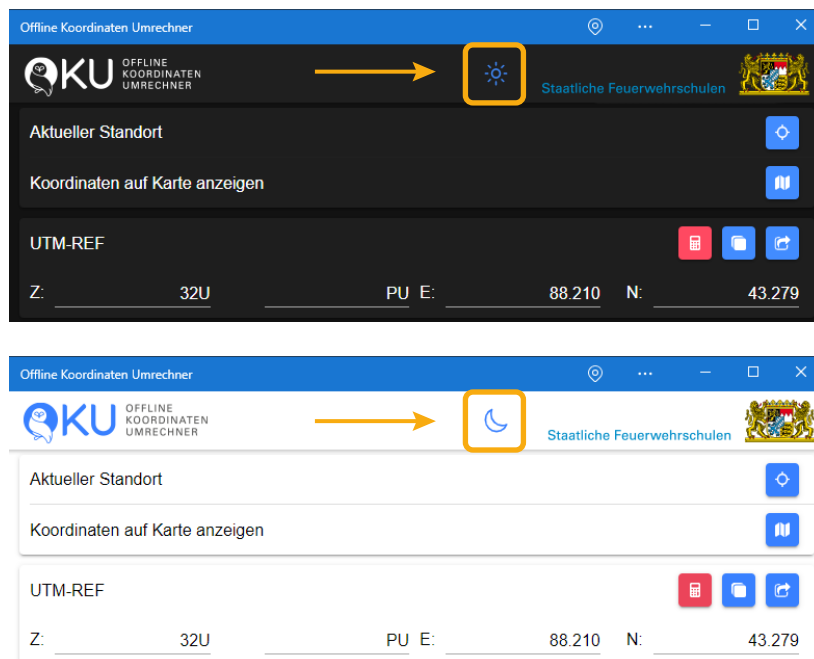 Offline Koordinaten Umrechner
OKU OFFLINE
KOORDINATEN
UMRECHNER
Staatliche Feuerwehrschulen
Aktueller Standort
Koordinaten auf Karte anzeigen
UTM-REF
Z: 32U PU E: 88.210 N: 43.279
Offline Koordinaten Umrechner
OKU OFFLINE
KOORDINATEN
UMRECHNER
Staatliche Feuerwehrschulen
Aktueller Standort
Koordinaten auf Karte anzeigen
UTM-REF
Z: 32U PU E: 88.210 N: 43.279